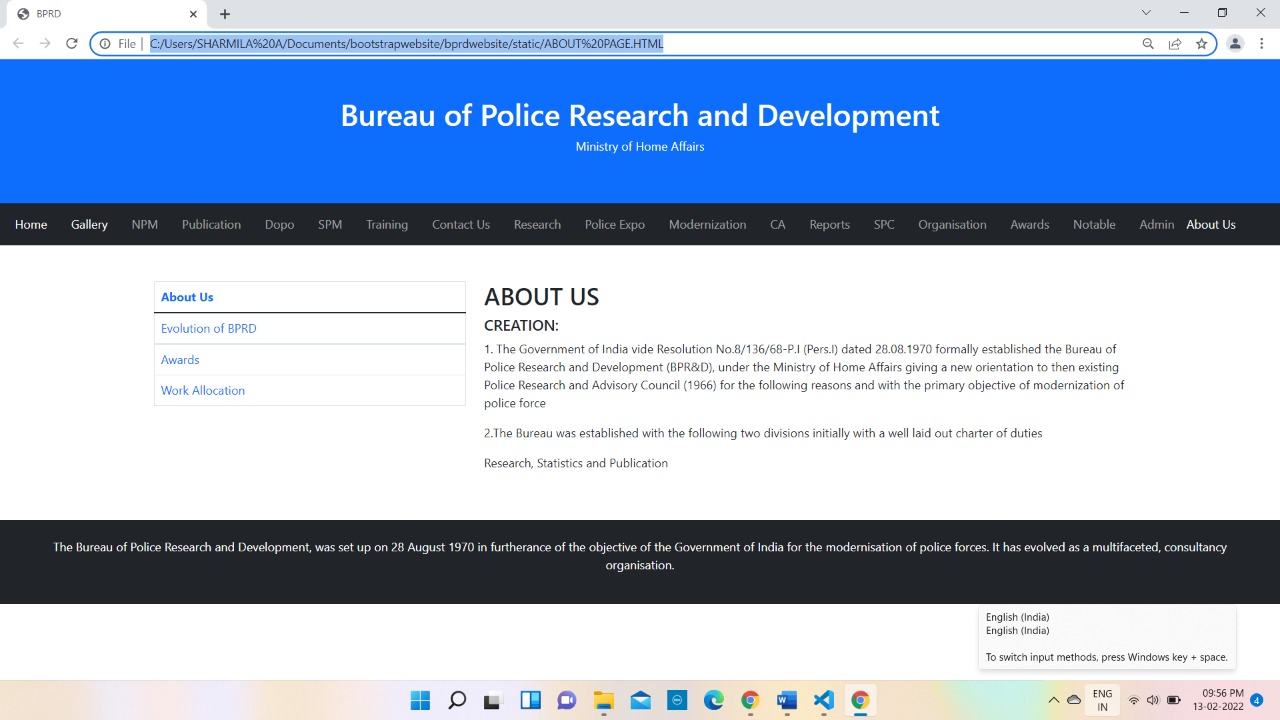 BPRD
File
C:/Users/SHARMILA%20A/Documents/bootstrapwebsite/bprdwebsite/static/ABOUT%20PAGE.HTML
Bureau of Police Research and Development
Ministry of Home Affairs
Home Gallery NPM Publication Dopo SPM Training Contact Us Research Police Expo Modernization CA Reports SPC Organisation Awards Notable Admin About Us
About Us
Evolution of BPRD
Awards
Work Allocation
ABOUT US
CREATION:
1. The Government of India vide Resolution No.8/136/68-P.I (Pers.I) dated 28.08.1970 formally established the Bureau of
Police Research and Development (BPR&D), under the Ministry of Home Affairs giving a new orientation to then existing
Police Research and Advisory Council (1966) for the following reasons and with the primary objective of modernization of
police force
2.The Bureau was established with the following two divisions initially with a well laid out charter of duties
Research, Statistics and Publication
The Bureau of Police Research and Development, was set up on 28 August 1970 in furtherance of the objective of the Government of India for the modernisation of police forces. It has evolved as a multifaceted, consultancy
organisation.
English (India)
English (India)
To switch input methods, press Windows key + space.
ENG
IN
09:56 PM
13-02-2022
4